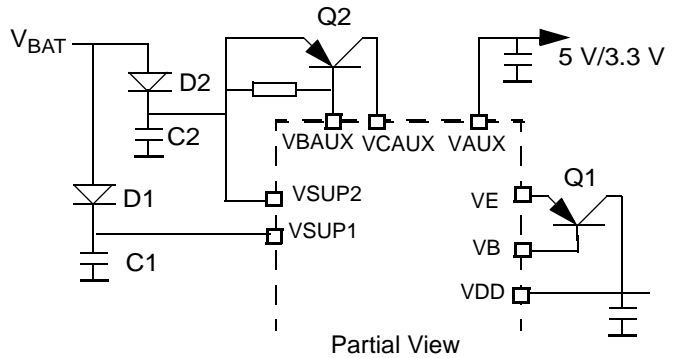 Q2
VBAT
5 V/3.3 V
D2
C2
VBAUX VCAUX VAUX
Q1
D1
VSUP2
VE
VSUP1
VB
C1
VDD
Partial View